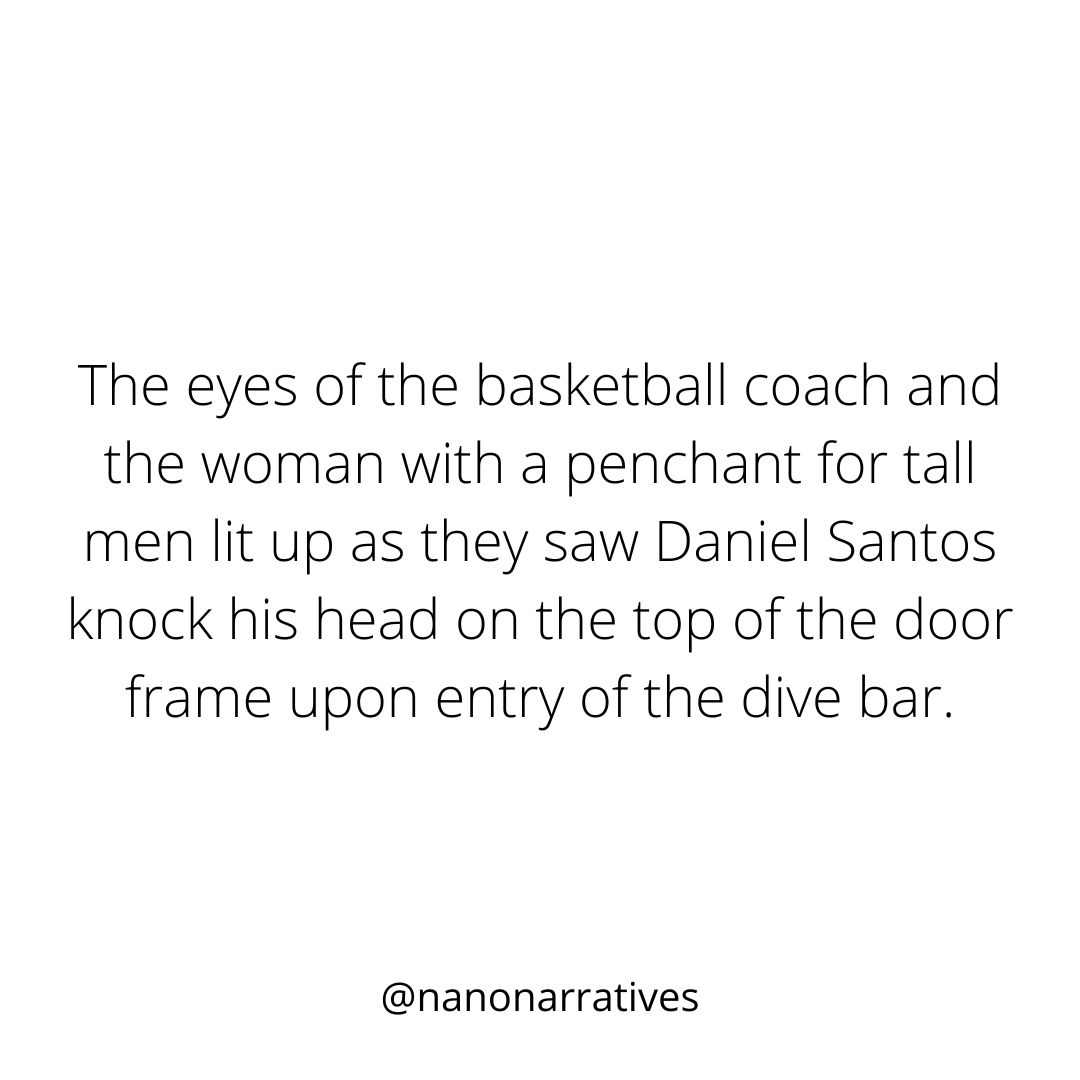 The eyes of the basketball coach and
the woman with a penchant for tall
men lit up as they saw Daniel Santos
knock his head on the top of the door
frame upon entry of the dive bar.
@nanonarratives